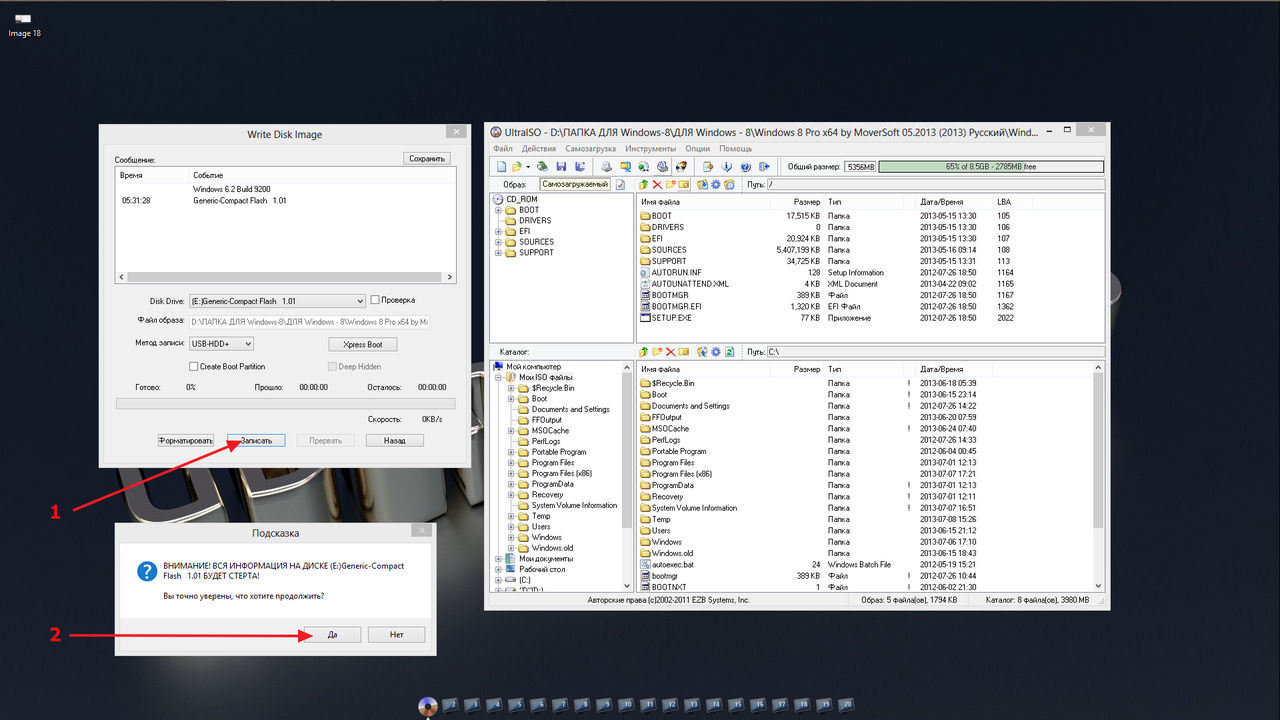 Image 18
Write Disk Image
Сообщение:
Сохранить
Время Событие
Windows 6.2 Build 9200
05:31:28 Generic-Compact Flash 1.01
Disk Drive: (E:)Generic-Compact Flash 1.01 Проверка
Файл образа: D:\ПАПКА ДЛЯ Windows-8\ДЛЯ Windows - 8\Windows 8 Pro x64 by Mo
Метод записи: USB-HDD+ Xpress Boot
Create Boot Partition Deep Hidden
Готово: 0% Прошло: 00:00:00 Осталось: 00:00:00
Скорость: 0KB/s
Форматировать Записать Прервать Назад
1
Подсказка
ВНИМАНИЕ! ВСЯ ИНФОРМАЦИЯ НА ДИСКЕ (E:)Generic-Compact
Flash 1.01 БУДЕТ СТЕРТА!
Вы точно уверены, что хотите продолжить?
2
Да Нет
UltraISO - D:\ПАПКА ДЛЯ Windows-8\ДЛЯ Windows - 8\Windows 8 Pro x64 by MoverSoft 05.2013 (2013) Русский\Wind...
Файл Действия Самозагрузка Инструменты Опции Помощь
Общий размер: 5356MB 65% of 8.5GB - 2785MB free
Образ: Самозагружаемый Путь: /
CD_ROM
BOOT
DRIVERS
EFI
SOURCES
SUPPORT
Имя файла Размер Тип Дата/Время LBA
BOOT 17,515 KB Папка 2013-05-15 13:30 105
DRIVERS 0 Папка 2013-05-15 13:30 106
EFI 20,924 KB Папка 2013-05-15 13:30 107
SOURCES 5,407,199 KB Папка 2013-05-16 09:14 108
SUPPORT 34,725 KB Папка 2013-05-15 13:31 113
AUTORUN.INF 128 Setup Information 2012-07-26 18:50 1164
AUTOUNATTEND.XML 4 KB XML Document 2013-04-22 09:02 1165
BOOTMGR 389 KB Файл 2012-07-26 18:50 1167
BOOTMGR.EFI 1,320 KB EFI Файл 2012-07-26 18:50 1362
SETUP.EXE 77 KB Приложение 2012-07-26 18:50 2022
Каталог: Путь: C:\
Мой компьютер
Мои ISO файлы
$Recycle.Bin
Boot
Documents and Settings
FFOutput
MSOCache
PerfLogs
Portable Program
Program Files
Program Files (x86)
ProgramData
Recovery
System Volume Information
Temp
Users
Windows
Windows.old
Мои документы
Рабочий стол
(C:)
Имя файла Размер Тип Дата/Время
$Recycle.Bin Папка ! 2013-06-18 05:39
Boot Папка ! 2013-06-15 23:14
Documents and Settings Папка ! 2012-07-26 14:22
FFOutput Папка 2013-06-20 07:59
MSOCache Папка ! 2013-06-24 07:40
PerfLogs Папка 2012-07-26 14:33
Portable Program Папка 2012-06-04 00:45
Program Files Папка 2013-07-01 12:13
Program Files (x86) Папка 2013-07-07 17:21
ProgramData Папка ! 2013-07-01 12:13
Recovery Папка ! 2013-07-01 12:11
System Volume Information Папка ! 2013-07-07 16:51
Temp Папка 2013-07-08 15:26
Users Папка 2013-06-15 21:12
Windows Папка 2013-07-06 17:10
Windows.old Папка 2013-06-15 18:43
autoexec.bat 24 Windows Batch File 2012-05-19 15:21
bootmgr 389 KB Файл ! 2012-07-26 10:44
BOOTNXT 1 Файл ! 2012-06-02 21:30
Авторские права (c)2002-2011 EZB Systems, Inc. Образ: 5 Файла(ов), 1794 KB Каталог: 8 Файла(ов), 3980 MB
2 3 4 5 6 7 8 9 10 11 12 13 14 15 16 17 18 19 20